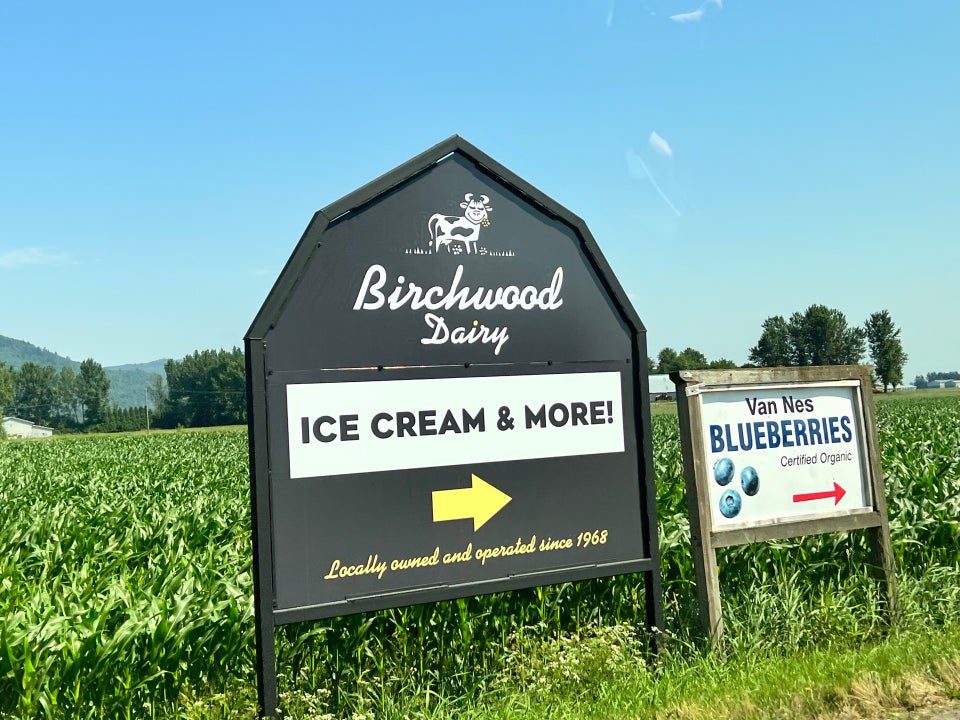 Birchwood
Dairy
ICE CREAM & MORE!
Locally owned and operated since 1968
Van Nes
BLUEBERRIES
Certified Organic